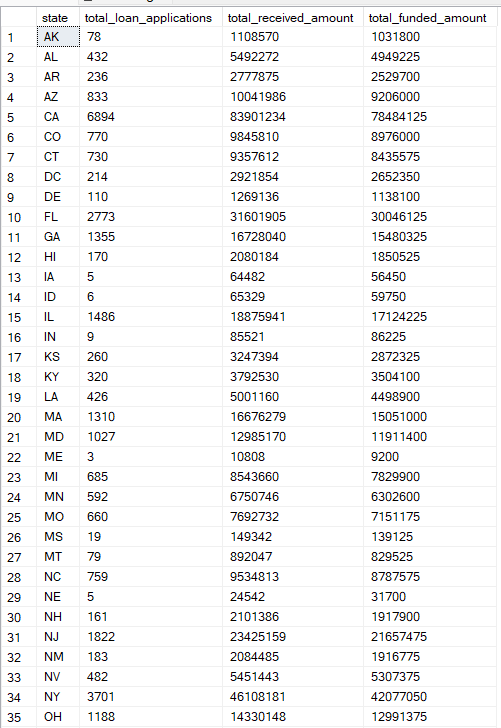 state total_loan_applications total_received_amount total_funded_amount
1 AK 78 1108570 1031800
2 AL 432 5492272 4949225
3 AR 236 2777875 2529700
4 AZ 833 10041986 9206000
5 CA 6894 83901234 78484125
6 CO 770 9845810 8976000
7 CT 730 9357612 8435575
8 DC 214 2921854 2652350
9 DE 110 1269136 1138100
10 FL 2773 31601905 30046125
11 GA 1355 16728040 15480325
12 HI 170 2080184 1850525
13 IA 5 64482 56450
14 ID 6 65329 59750
15 IL 1486 18875941 17124225
16 IN 9 85521 86225
17 KS 260 3247394 2872325
18 KY 320 3792530 3504100
19 LA 426 5001160 4498900
20 MA 1310 16676279 15051000
21 MD 1027 12985170 11911400
22 ME 3 10808 9200
23 MI 685 8543660 7829900
24 MN 592 6750746 6302600
25 MO 660 7692732 7151175
26 MS 19 149342 139125
27 MT 79 892047 829525
28 NC 759 9534813 8787575
29 NE 5 24542 31700
30 NH 161 2101386 1917900
31 NJ 1822 23425159 21657475
32 NM 183 2084485 1916775
33 NV 482 5451443 5307375
34 NY 3701 46108181 42077050
35 OH 1188 14330148 12991375